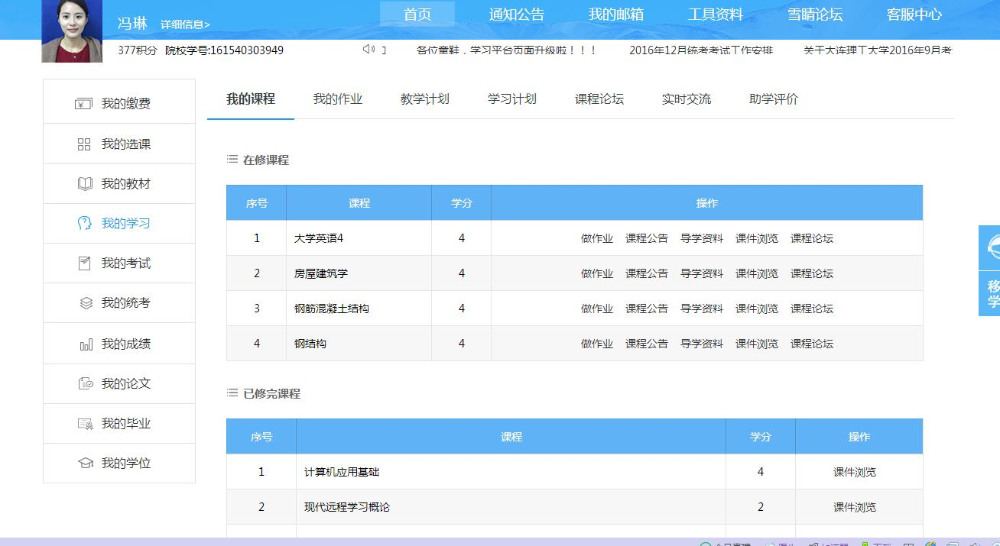 首页 通知公告 我的邮箱 工具资料 雪晴论坛 客服中心
冯琳 详细信息>
377积分 院校学号:161540303949
各位童鞋，学习平台页面升级啦！！！ 2016年12月统考考试工作安排 关于大连理工大学2016年9月考
我的缴费
我的选课
我的教材
我的学习
我的考试
我的统考
我的成绩
我的论文
我的毕业
我的学位
我的课程 我的作业 教学计划 学习计划 课程论坛 实时交流 助学评价
在修课程
序号 课程 学分 操作
1 大学英语4 4 做作业 课程公告 导学资料 课件浏览 课程论坛
2 房屋建筑学 4 做作业 课程公告 导学资料 课件浏览 课程论坛
3 钢筋混凝土结构 4 做作业 课程公告 导学资料 课件浏览 课程论坛
4 钢结构 4 做作业 课程公告 导学资料 课件浏览 课程论坛
已修完课程
序号 课程 学分 操作
1 计算机应用基础 4 课件浏览
2 现代远程学习概论 2 课件浏览
移
学